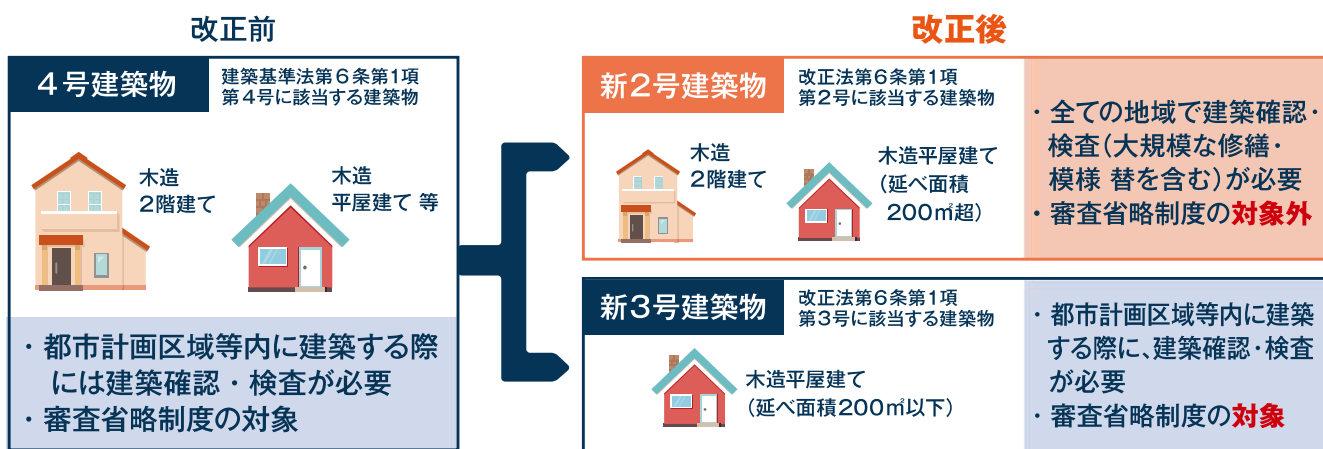 改正前
4号建築物
建築基準法第6条第1項
第4号に該当する建築物
木造
2階建て
木造
平屋建て 等
・都市計画区域等内に建築する際
には建築確認・検査が必要
・審査省略制度の対象
改正後
新2号建築物
改正法第6条第1項
第2号に該当する建築物
木造
2階建て
木造平屋建て
（延べ面積
200㎡超）
・全ての地域で建築確認・
検査（大規模な修繕・
模様 替を含む）が必要
・審査省略制度の対象外
新3号建築物
改正法第6条第1項
第3号に該当する建築物
木造平屋建て
（延べ面積200㎡以下）
・都市計画区域等内に建築
する際に、建築確認・検査
が必要
・審査省略制度の対象